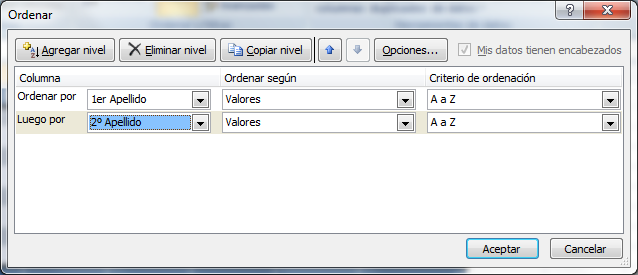 Ordenar
Agregar nivel Eliminar nivel Copiar nivel Opciones... Mis datos tienen encabezados
Columna Ordenar según Criterio de ordenación
Ordenar por 1er Apellido Valores A a Z
Luego por 2º Apellido Valores A a Z
Aceptar Cancelar